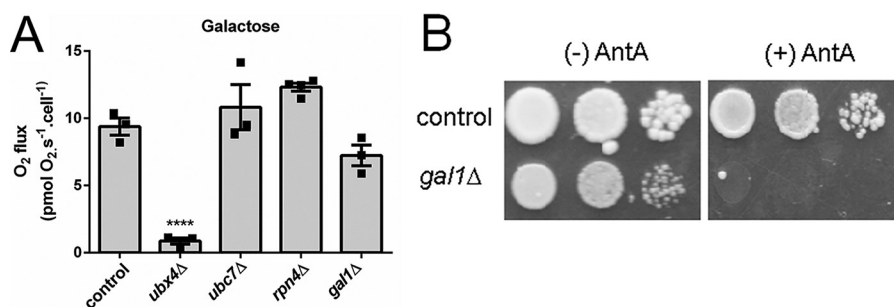 A
Galactose
O₂ flux
(pmol O₂.s⁻¹.cell⁻¹)
15
10
5
0
****
control
ubx4Δ
ubc7Δ
rpn4Δ
gal1Δ
B
(-) AntA
(+) AntA
control
gal1Δ